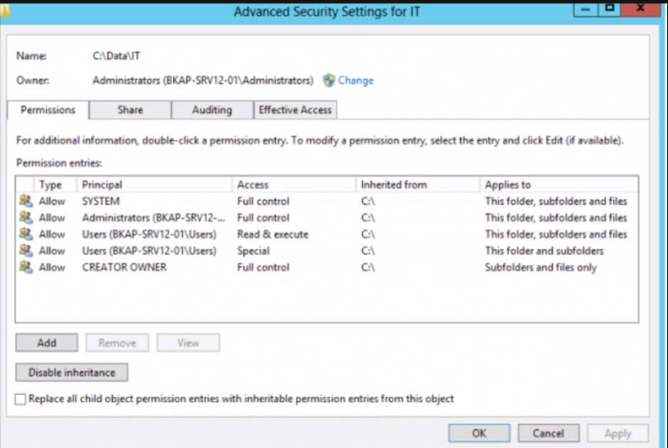 Advanced Security Settings for IT
Name: C:\Data\IT
Owner: Administrators (BKAP-SRV12-01\Administrators) Change
Permissions Share Auditing Effective Access
For additional information, double-click a permission entry. To modify a permission entry, select the entry and click Edit (if available).
Permission entries:
Type Principal Access Inherited from Applies to
Allow SYSTEM Full control C:\ This folder, subfolders and files
Allow Administrators (BKAP-SRV12-... Full control C:\ This folder, subfolders and files
Allow Users (BKAP-SRV12-01\Users) Read & execute C:\ This folder, subfolders and files
Allow Users (BKAP-SRV12-01\Users) Special C:\ This folder and subfolders
Allow CREATOR OWNER Full control C:\ Subfolders and files only
Add Remove View
Disable inheritance
Replace all child object permission entries with inheritable permission entries from this object
OK Cancel Apply